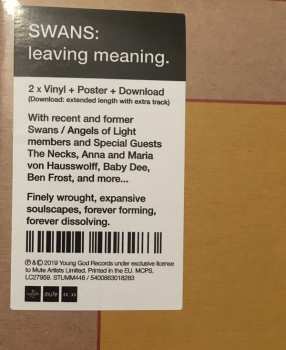 SWANS:
leaving meaning.
2 x Vinyl + Poster + Download
(Download: extended length with extra track)
With recent and former
Swans / Angels of Light
members and Special Guests
The Necks, Anna and Maria
von Hausswolff, Baby Dee,
Ben Frost, and more...
Finely wrought, expansive
soulscapes, forever forming,
forever dissolving.
℗ & © 2019 Young God Records under exclusive license
to Mute Artists Limited. Printed in the EU. MCPS.
LC27959. STUMM446 / 5400863018283
mute